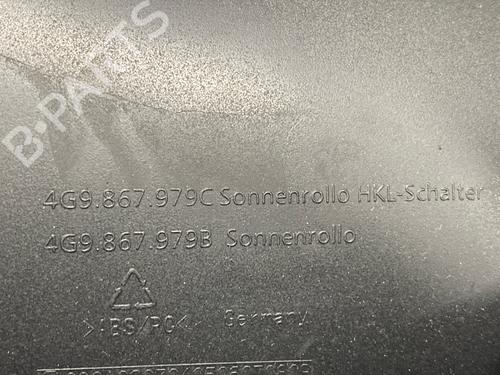 B-PARTS
4G9.867.979C Sonnenrollo HKL-Schalter
4G9.867.979B Sonnenrollo
>ABS/PC< Germany